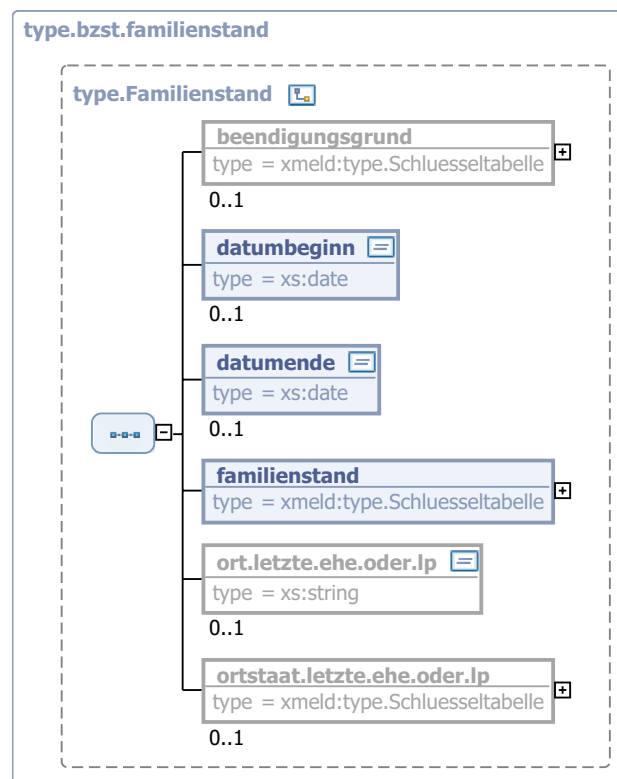 type.bzst.familienstand
type.Familienstand
beendigungsgrund
type = xmeld:type.Schluesseltabelle
0..1
datumbeginn
type = xs:date
0..1
datumende
type = xs:date
0..1
familienstand
type = xmeld:type.Schluesseltabelle
ort.letzte.ehe.oder.lp
type = xs:string
0..1
ortstaat.letzte.ehe.oder.lp
type = xmeld:type.Schluesseltabelle
0..1